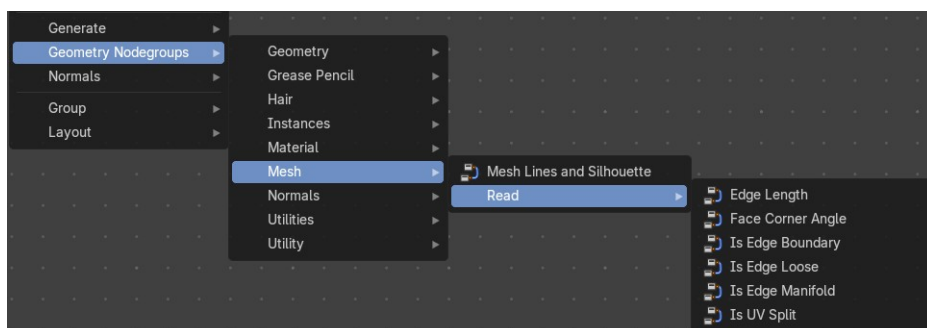 Generate
Geometry Nodegroups
Normals
Group
Layout
Geometry
Grease Pencil
Hair
Instances
Material
Mesh
Normals
Utilities
Utility
Mesh Lines and Silhouette
Read
Edge Length
Face Corner Angle
Is Edge Boundary
Is Edge Loose
Is Edge Manifold
Is UV Split